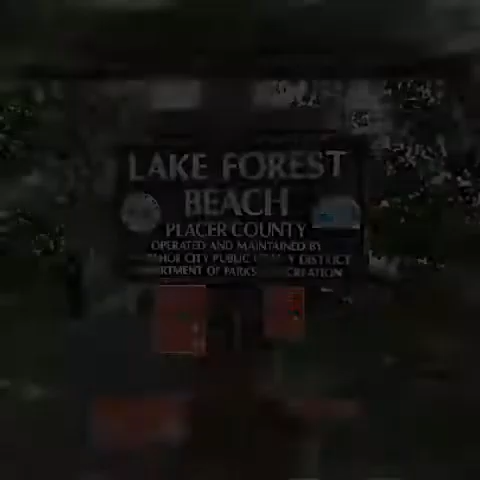 LAKE FOREST
BEACH
PLACER COUNTY
OPERATED AND MAINTAINED BY
CITY PUBLIC DISTRICT
OF PARKS